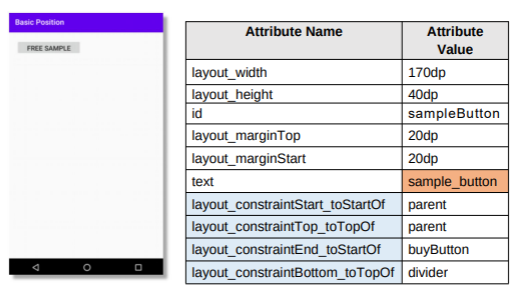 Basic Position
FREE SAMPLE
Attribute Name Attribute
Value
layout_width 170dp
layout_height 40dp
id sampleButton
layout_marginTop 20dp
layout_marginStart 20dp
text sample_button
layout_constraintStart_toStartOf parent
layout_constraintTop_toTopOf parent
layout_constraintEnd_toStartOf buyButton
layout_constraintBottom_toTopOf divider